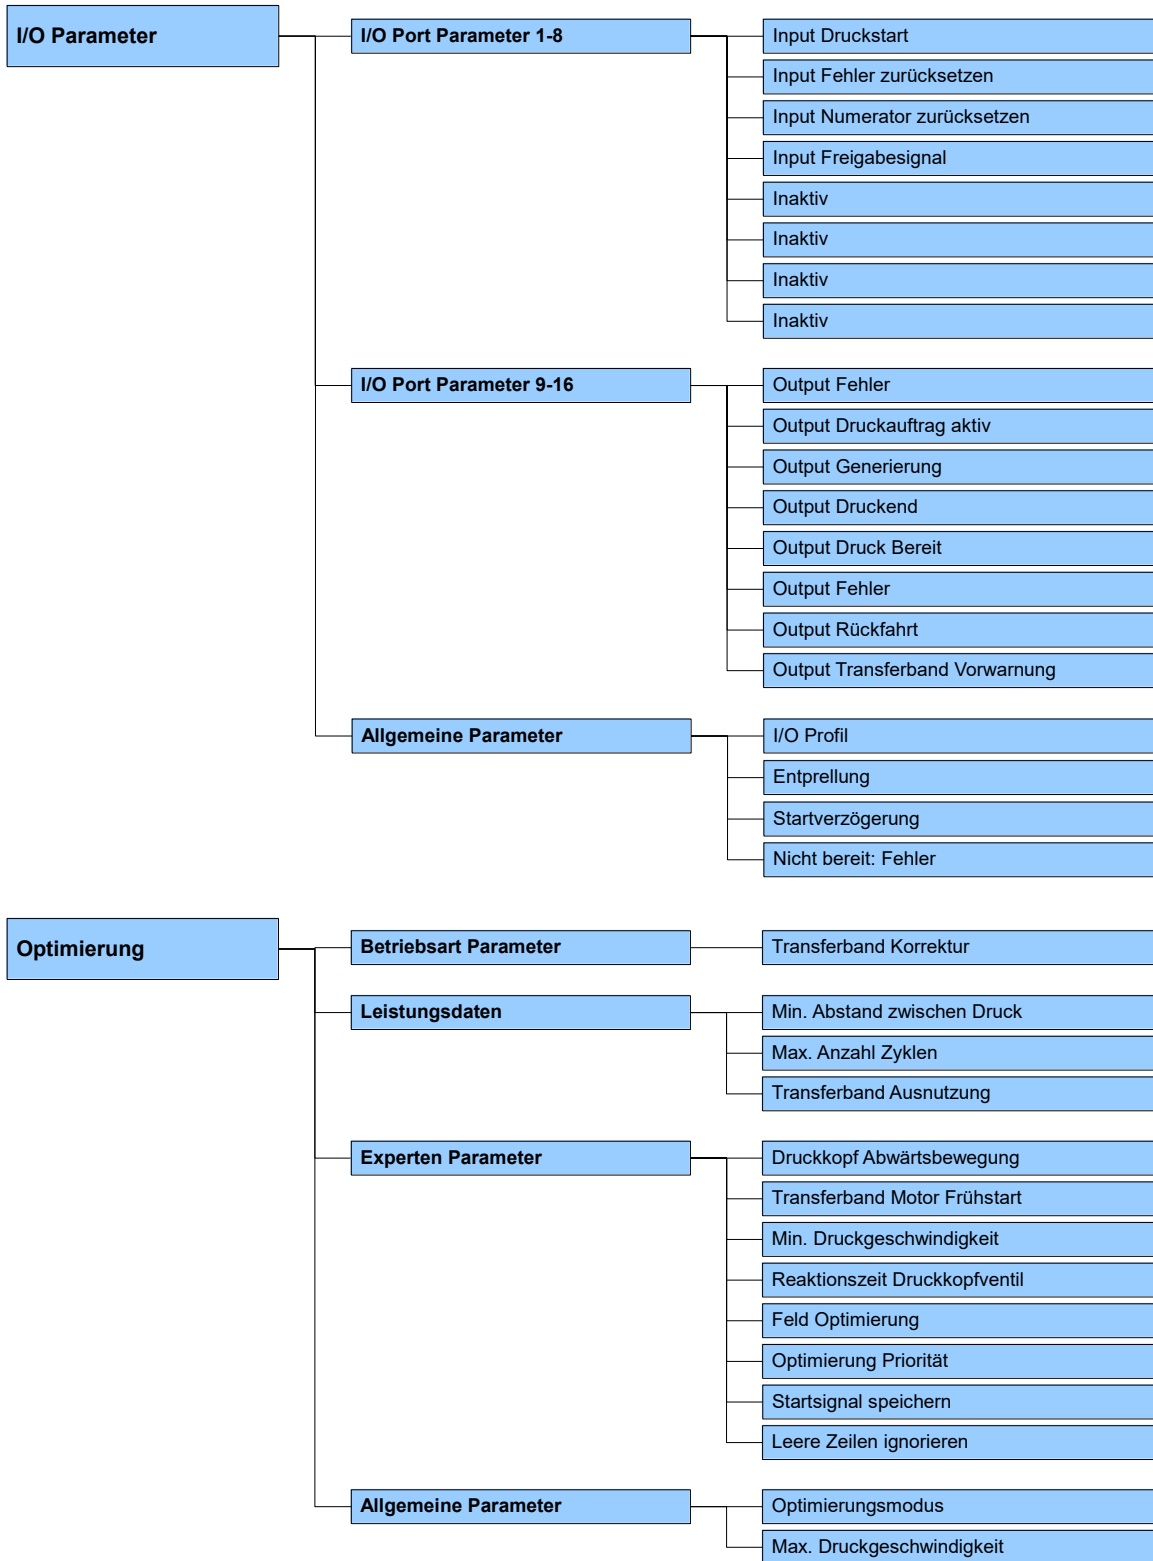 I/O Parameter
I/O Port Parameter 1-8
Input Druckstart
Input Fehler zurücksetzen
Input Numerator zurücksetzen
Input Freigabesignal
Inaktiv
Inaktiv
Inaktiv
Inaktiv
I/O Port Parameter 9-16
Output Fehler
Output Druckauftrag aktiv
Output Generierung
Output Druckend
Output Druck Bereit
Output Fehler
Output Rückfahrt
Output Transferband Vorwarnung
Allgemeine Parameter
I/O Profil
Entprellung
Startverzögerung
Nicht bereit: Fehler
Optimierung
Betriebsart Parameter
Transferband Korrektur
Leistungsdaten
Min. Abstand zwischen Druck
Max. Anzahl Zyklen
Transferband Ausnutzung
Experten Parameter
Druckkopf Abwärtsbewegung
Transferband Motor Frühstart
Min. Druckgeschwindigkeit
Reaktionszeit Druckkopfventil
Feld Optimierung
Optimierung Priorität
Startsignal speichern
Leere Zeilen ignorieren
Allgemeine Parameter
Optimierungsmodus
Max. Druckgeschwindigkeit